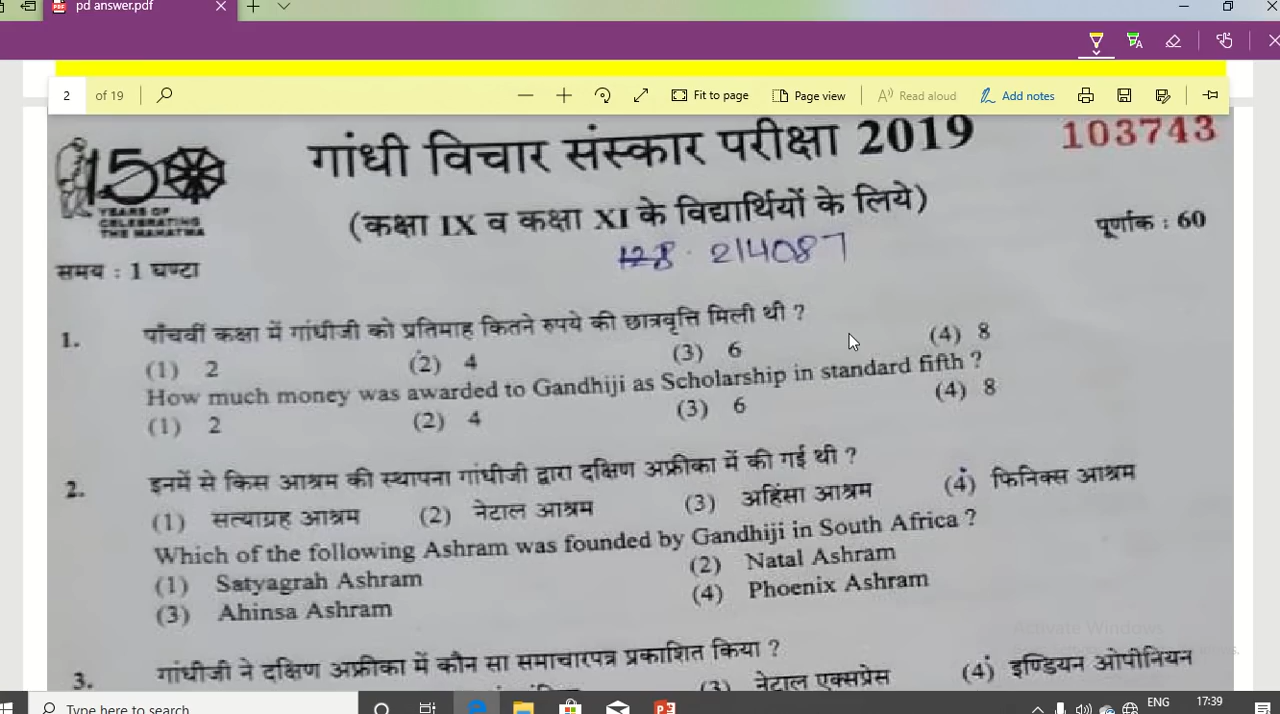 pd answer.pdf
2 of 19 Fit to page Page view Read aloud Add notes
गांधी विचार संस्कार परीक्षा 2019
103743
150
YEARS OF
CELEBRATING
THE MAHATMA
(कक्षा IX व कक्षा XI के विद्यार्थियों के लिये)
पूर्णांक : 60
214087
समय : 1 घण्टा
1. पाँचवीं कक्षा में गांधीजी को प्रतिमाह कितने रुपये की छात्रवृत्ति मिली थी ?
(1) 2 (2) 4 (3) 6 (4) 8
How much money was awarded to Gandhiji as Scholarship in standard fifth ?
(1) 2 (2) 4 (3) 6 (4) 8
2. इनमें से किस आश्रम की स्थापना गांधीजी द्वारा दक्षिण अफ्रीका में की गई थी ?
(1) सत्याग्रह आश्रम (2) नेटाल आश्रम (3) अहिंसा आश्रम (4) फिनिक्स आश्रम
Which of the following Ashram was founded by Gandhiji in South Africa ?
(1) Satyagrah Ashram (2) Natal Ashram
(3) Ahinsa Ashram (4) Phoenix Ashram
3. गांधीजी ने दक्षिण अफ्रीका में कौन सा समाचारपत्र प्रकाशित किया ?
(3) नेटाल एक्सप्रेस (4) इण्डियन ओपीनियन
Activate Windows
Type here to search
ENG 17:39